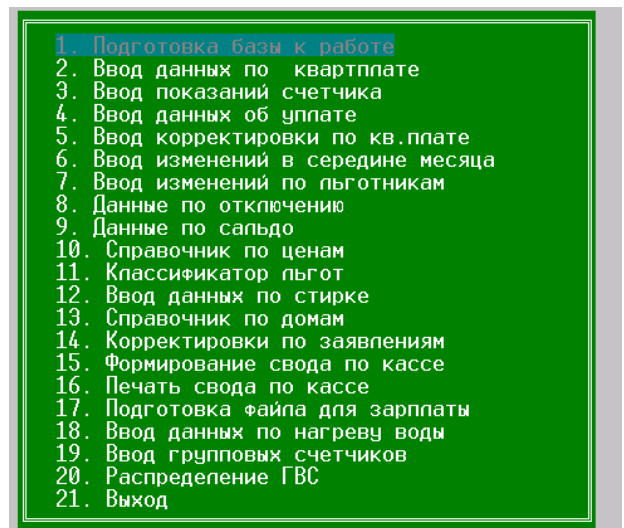 1. Подготовка базы к работе
2. Ввод данных по квартплате
3. Ввод показаний счетчика
4. Ввод данных об уплате
5. Ввод корректировки по кв.плате
6. Ввод изменений в середине месяца
7. Ввод изменений по льготникам
8. Данные по отключению
9. Данные по сальдо
10. Справочник по ценам
11. Классификатор льгот
12. Ввод данных по стирке
13. Справочник по домам
14. Корректировки по заявлениям
15. Формирование свода по кассе
16. Печать свода по кассе
17. Подготовка файла для зарплаты
18. Ввод данных по нагреву воды
19. Ввод групповых счетчиков
20. Распределение ГВС
21. Выход